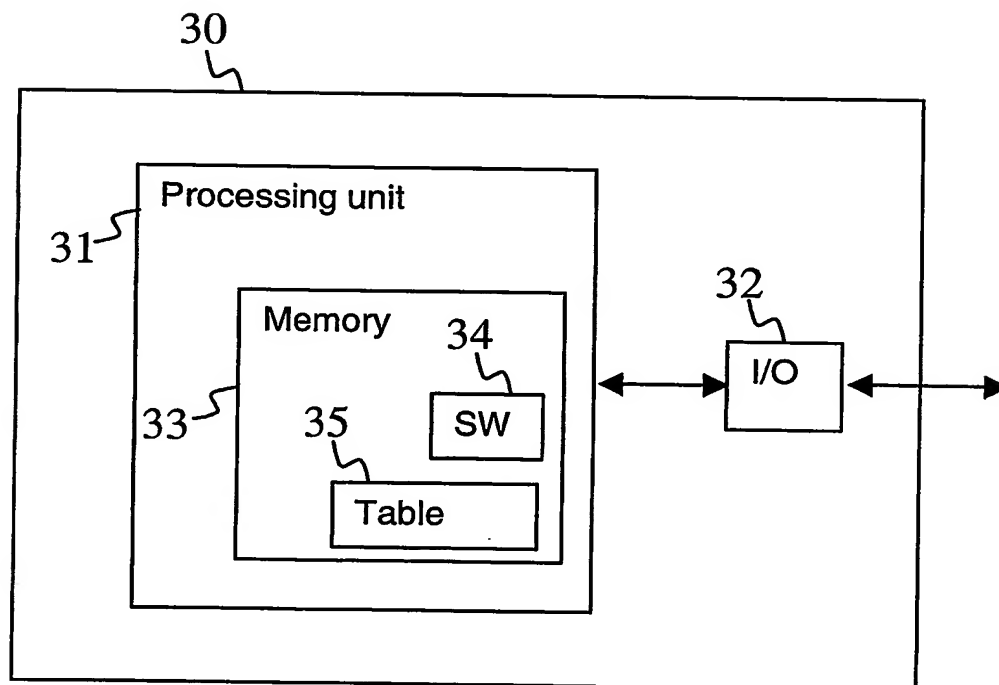 30
Processing unit
31
32
Memory
34
I/O
33
35
SW
Table